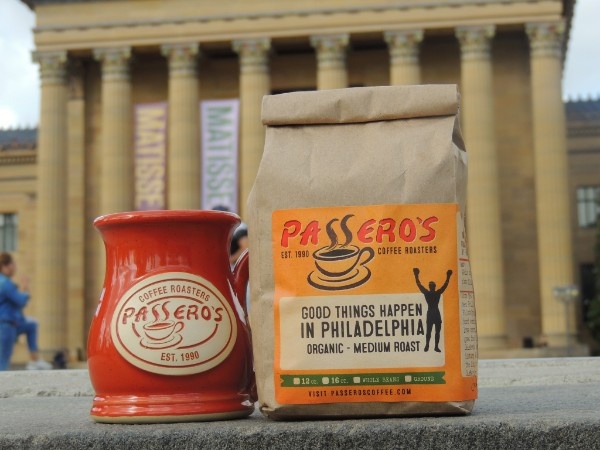 MATISSE
MATISSE
COFFEE ROASTERS
PASSERO'S
EST. 1990
PASSERO'S
EST. 1990 COFFEE ROASTERS
GOOD THINGS HAPPEN
IN PHILADELPHIA
ORGANIC - MEDIUM ROAST
12 oz. 16 oz. WHOLE BEANS GROUND
VISIT PASSEROSCOFFEE.COM